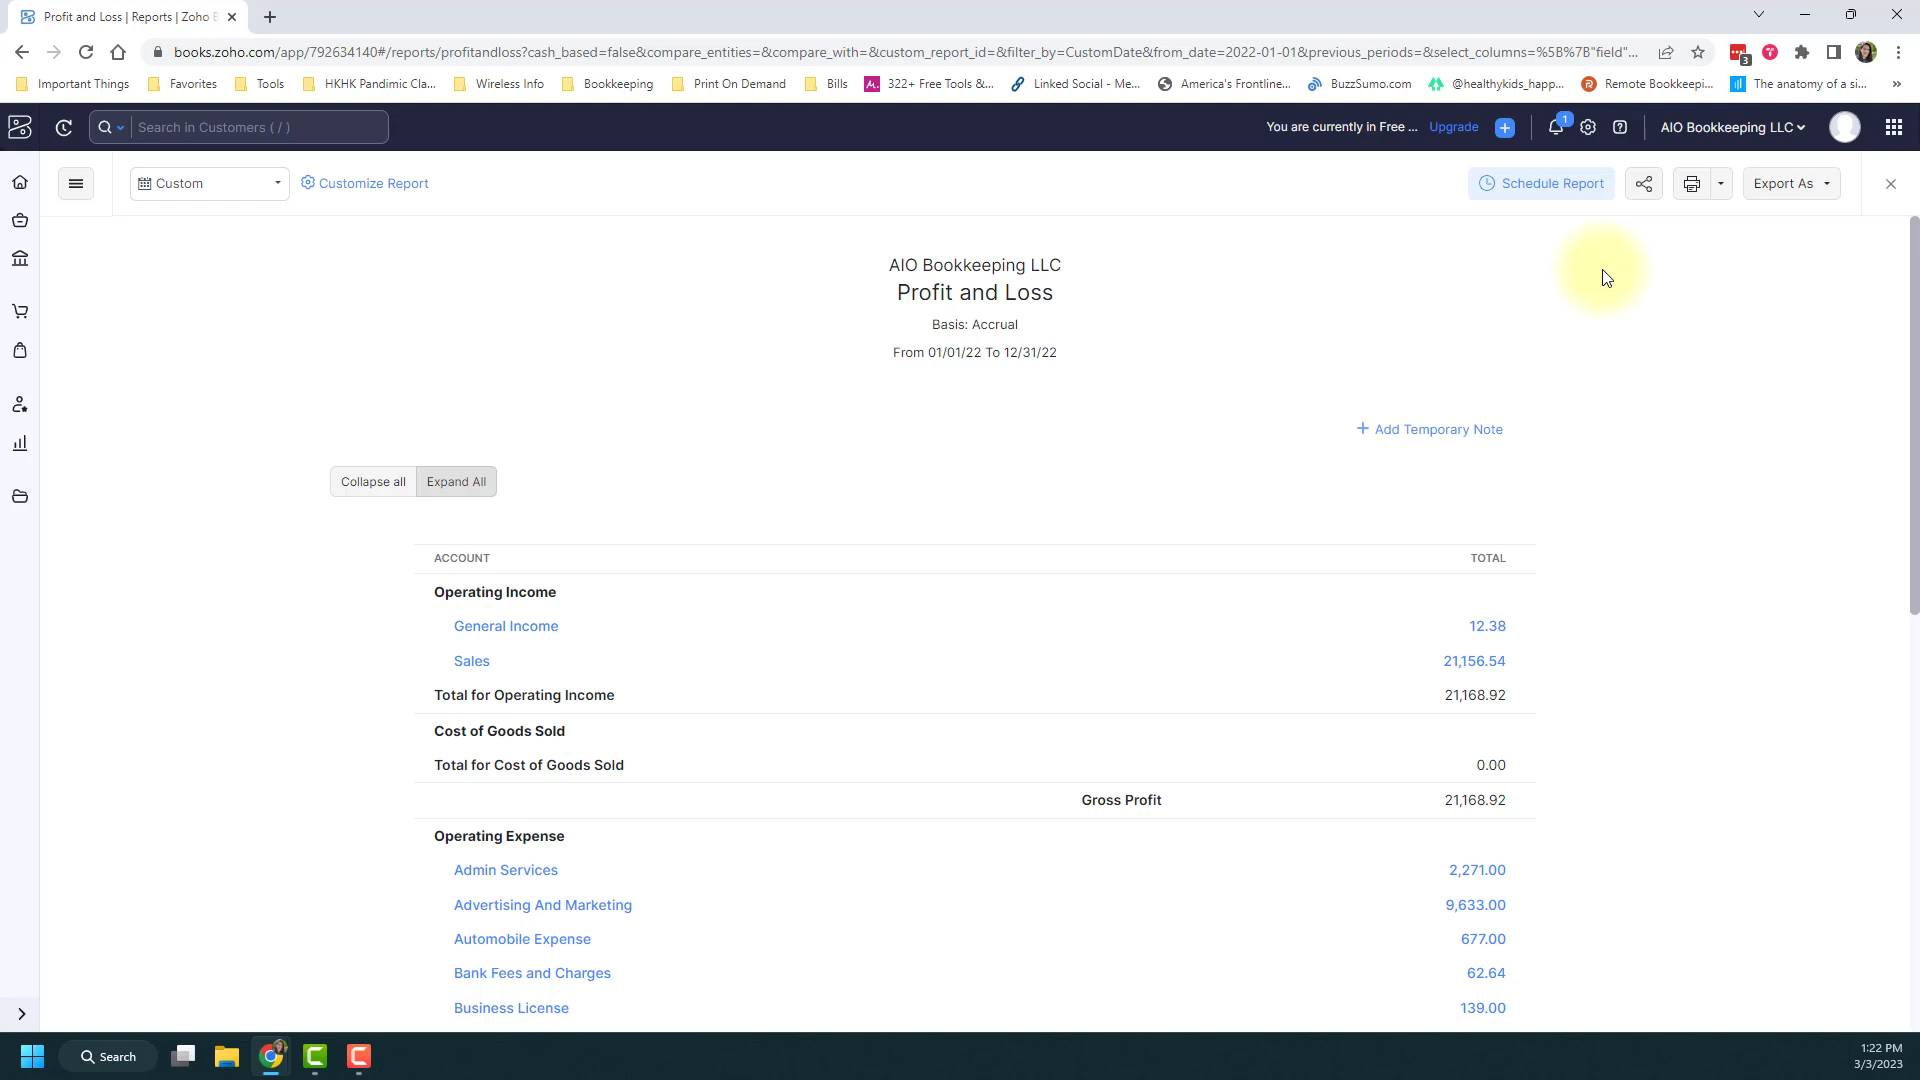 Profit and Loss | Reports | Zoho B
books.zoho.com/app/792634140#/reports/profitandloss?cash_based=false&compare_entities=&compare_with=&custom_report_id=&filter_by=CustomDate&from_date=2022-01-01&previous_periods=&select_columns=%5B%7B"field"...
Important Things Favorites Tools HKHK Pandimic Cla... Wireless Info Bookkeeping Print On Demand Bills 322+ Free Tools &... Linked Social - Me... America's Frontline... BuzzSumo.com @healthykids_happ... Remote Bookkeepi... The anatomy of a si... »
Search in Customers ( / ) You are currently in Free ... Upgrade 1 AIO Bookkeeping LLC
Custom Customize Report Schedule Report Export As
AIO Bookkeeping LLC
Profit and Loss
Basis: Accrual
From 01/01/22 To 12/31/22
+ Add Temporary Note
Collapse all Expand All
ACCOUNT TOTAL
Operating Income
General Income 12.38
Sales 21,156.54
Total for Operating Income 21,168.92
Cost of Goods Sold
Total for Cost of Goods Sold 0.00
Gross Profit 21,168.92
Operating Expense
Admin Services 2,271.00
Advertising And Marketing 9,633.00
Automobile Expense 677.00
Bank Fees and Charges 62.64
Business License 139.00
Search
1:22 PM
3/3/2023